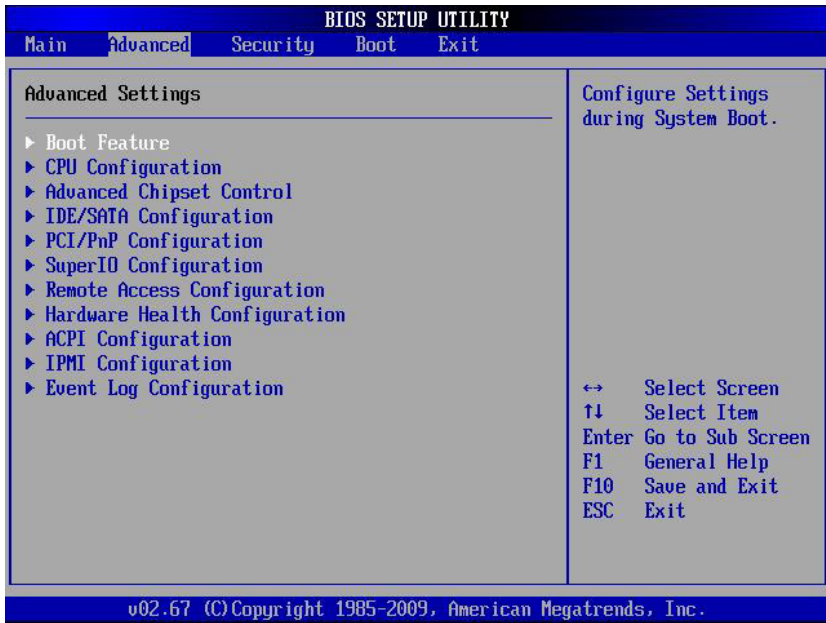 BIOS SETUP UTILITY
Main Advanced Security Boot Exit
Advanced Settings
▶ Boot Feature
▶ CPU Configuration
▶ Advanced Chipset Control
▶ IDE/SATA Configuration
▶ PCI/PnP Configuration
▶ SuperIO Configuration
▶ Remote Access Configuration
▶ Hardware Health Configuration
▶ ACPI Configuration
▶ IPMI Configuration
▶ Event Log Configuration
Configure Settings
during System Boot.
↔ Select Screen
↑↓ Select Item
Enter Go to Sub Screen
F1 General Help
F10 Save and Exit
ESC Exit
v02.67 (C)Copyright 1985-2009, American Megatrends, Inc.